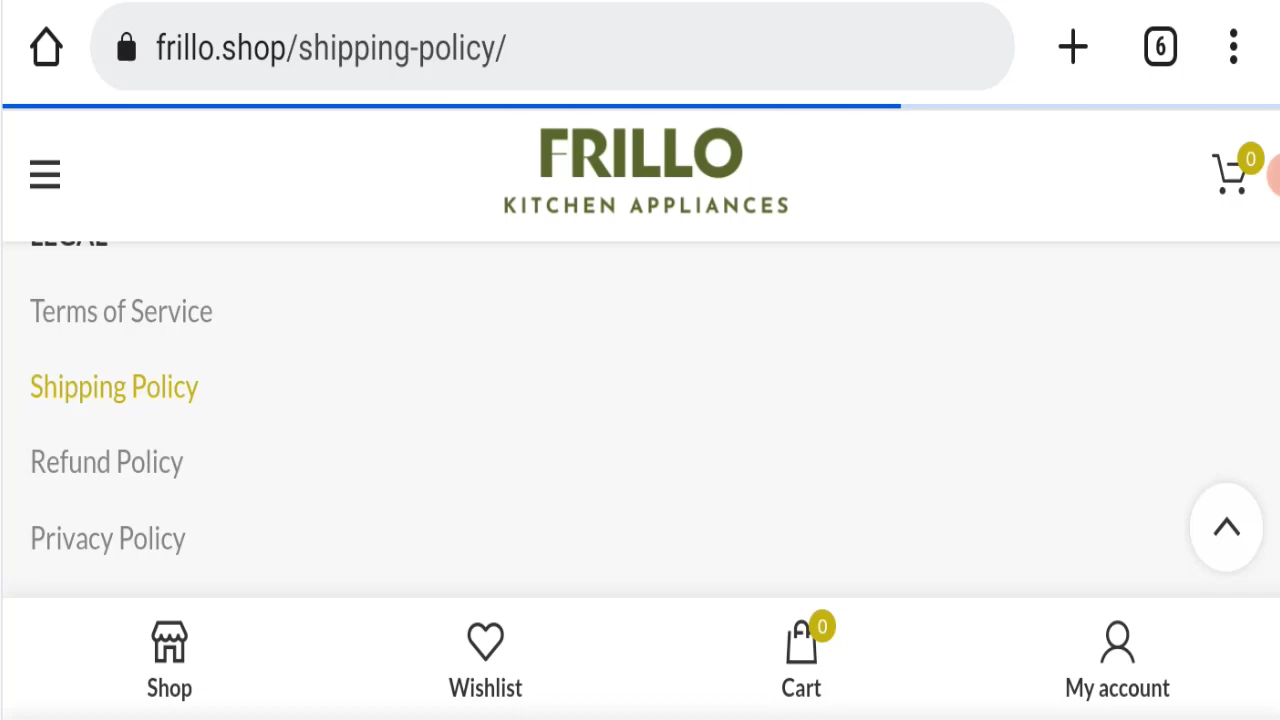 frillo.shop/shipping-policy/
6
FRILLO
KITCHEN APPLIANCES
0
LEGAL
Terms of Service
Shipping Policy
Refund Policy
Privacy Policy
0
Shop
Wishlist
Cart
My account